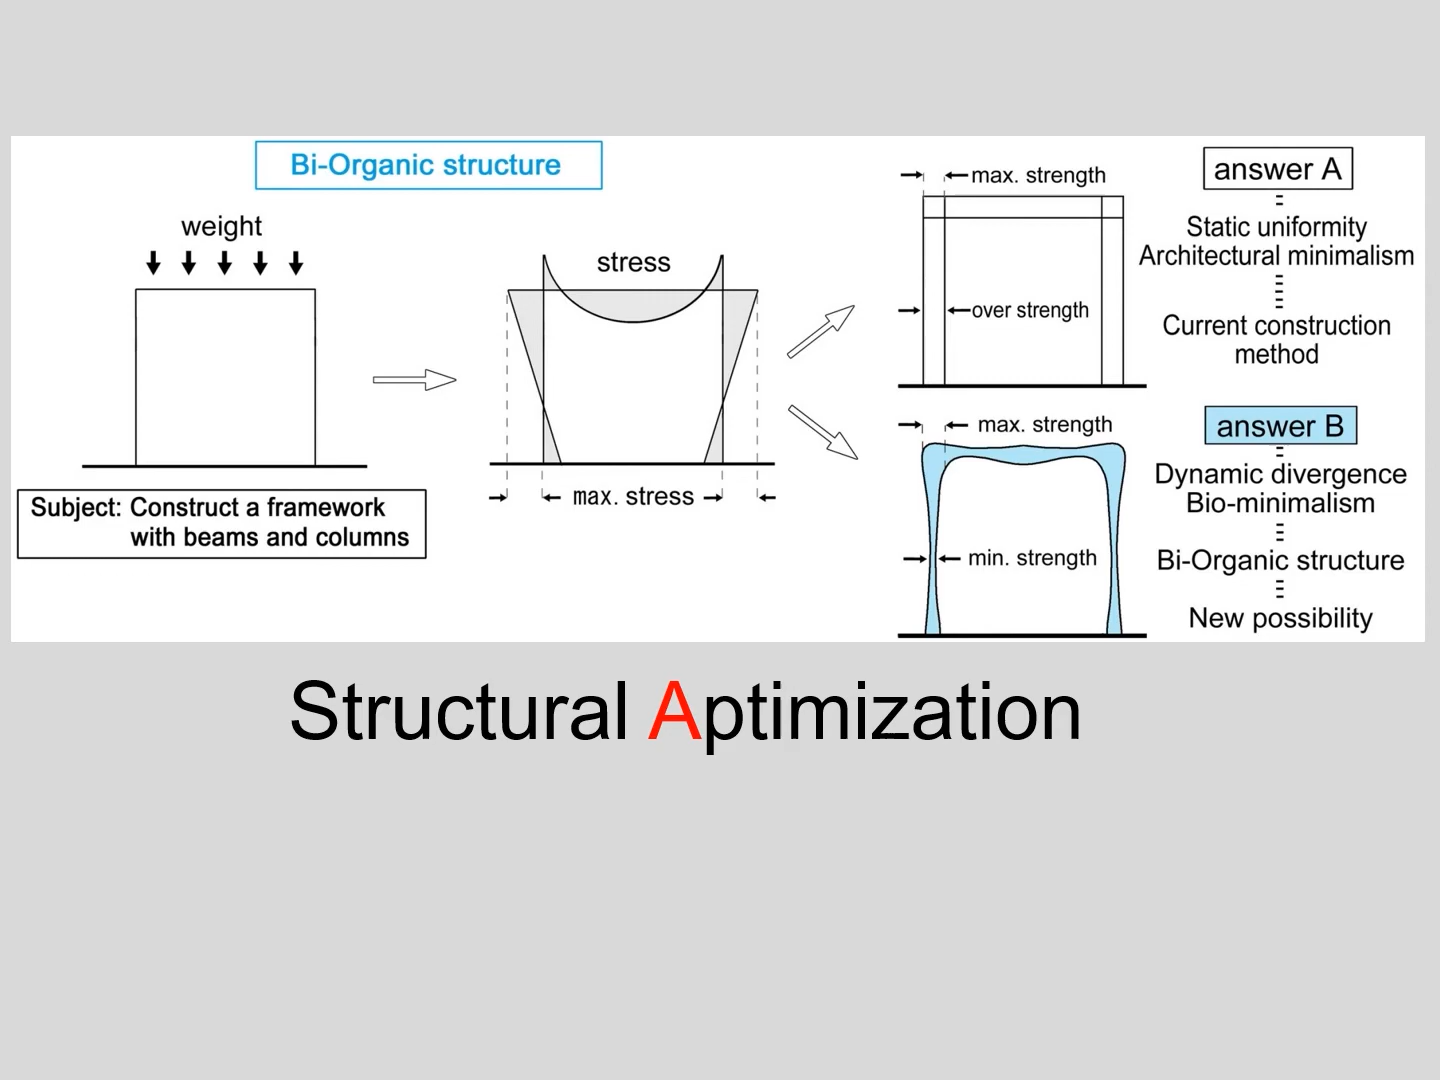 Bi-Organic structure
weight
Subject: Construct a framework
with beams and columns
stress
max. stress
max. strength
over strength
answer A
Static uniformity
Architectural minimalism
Current construction
method
max. strength
min. strength
answer B
Dynamic divergence
Bio-minimalism
Bi-Organic structure
New possibility
Structural Aptimization